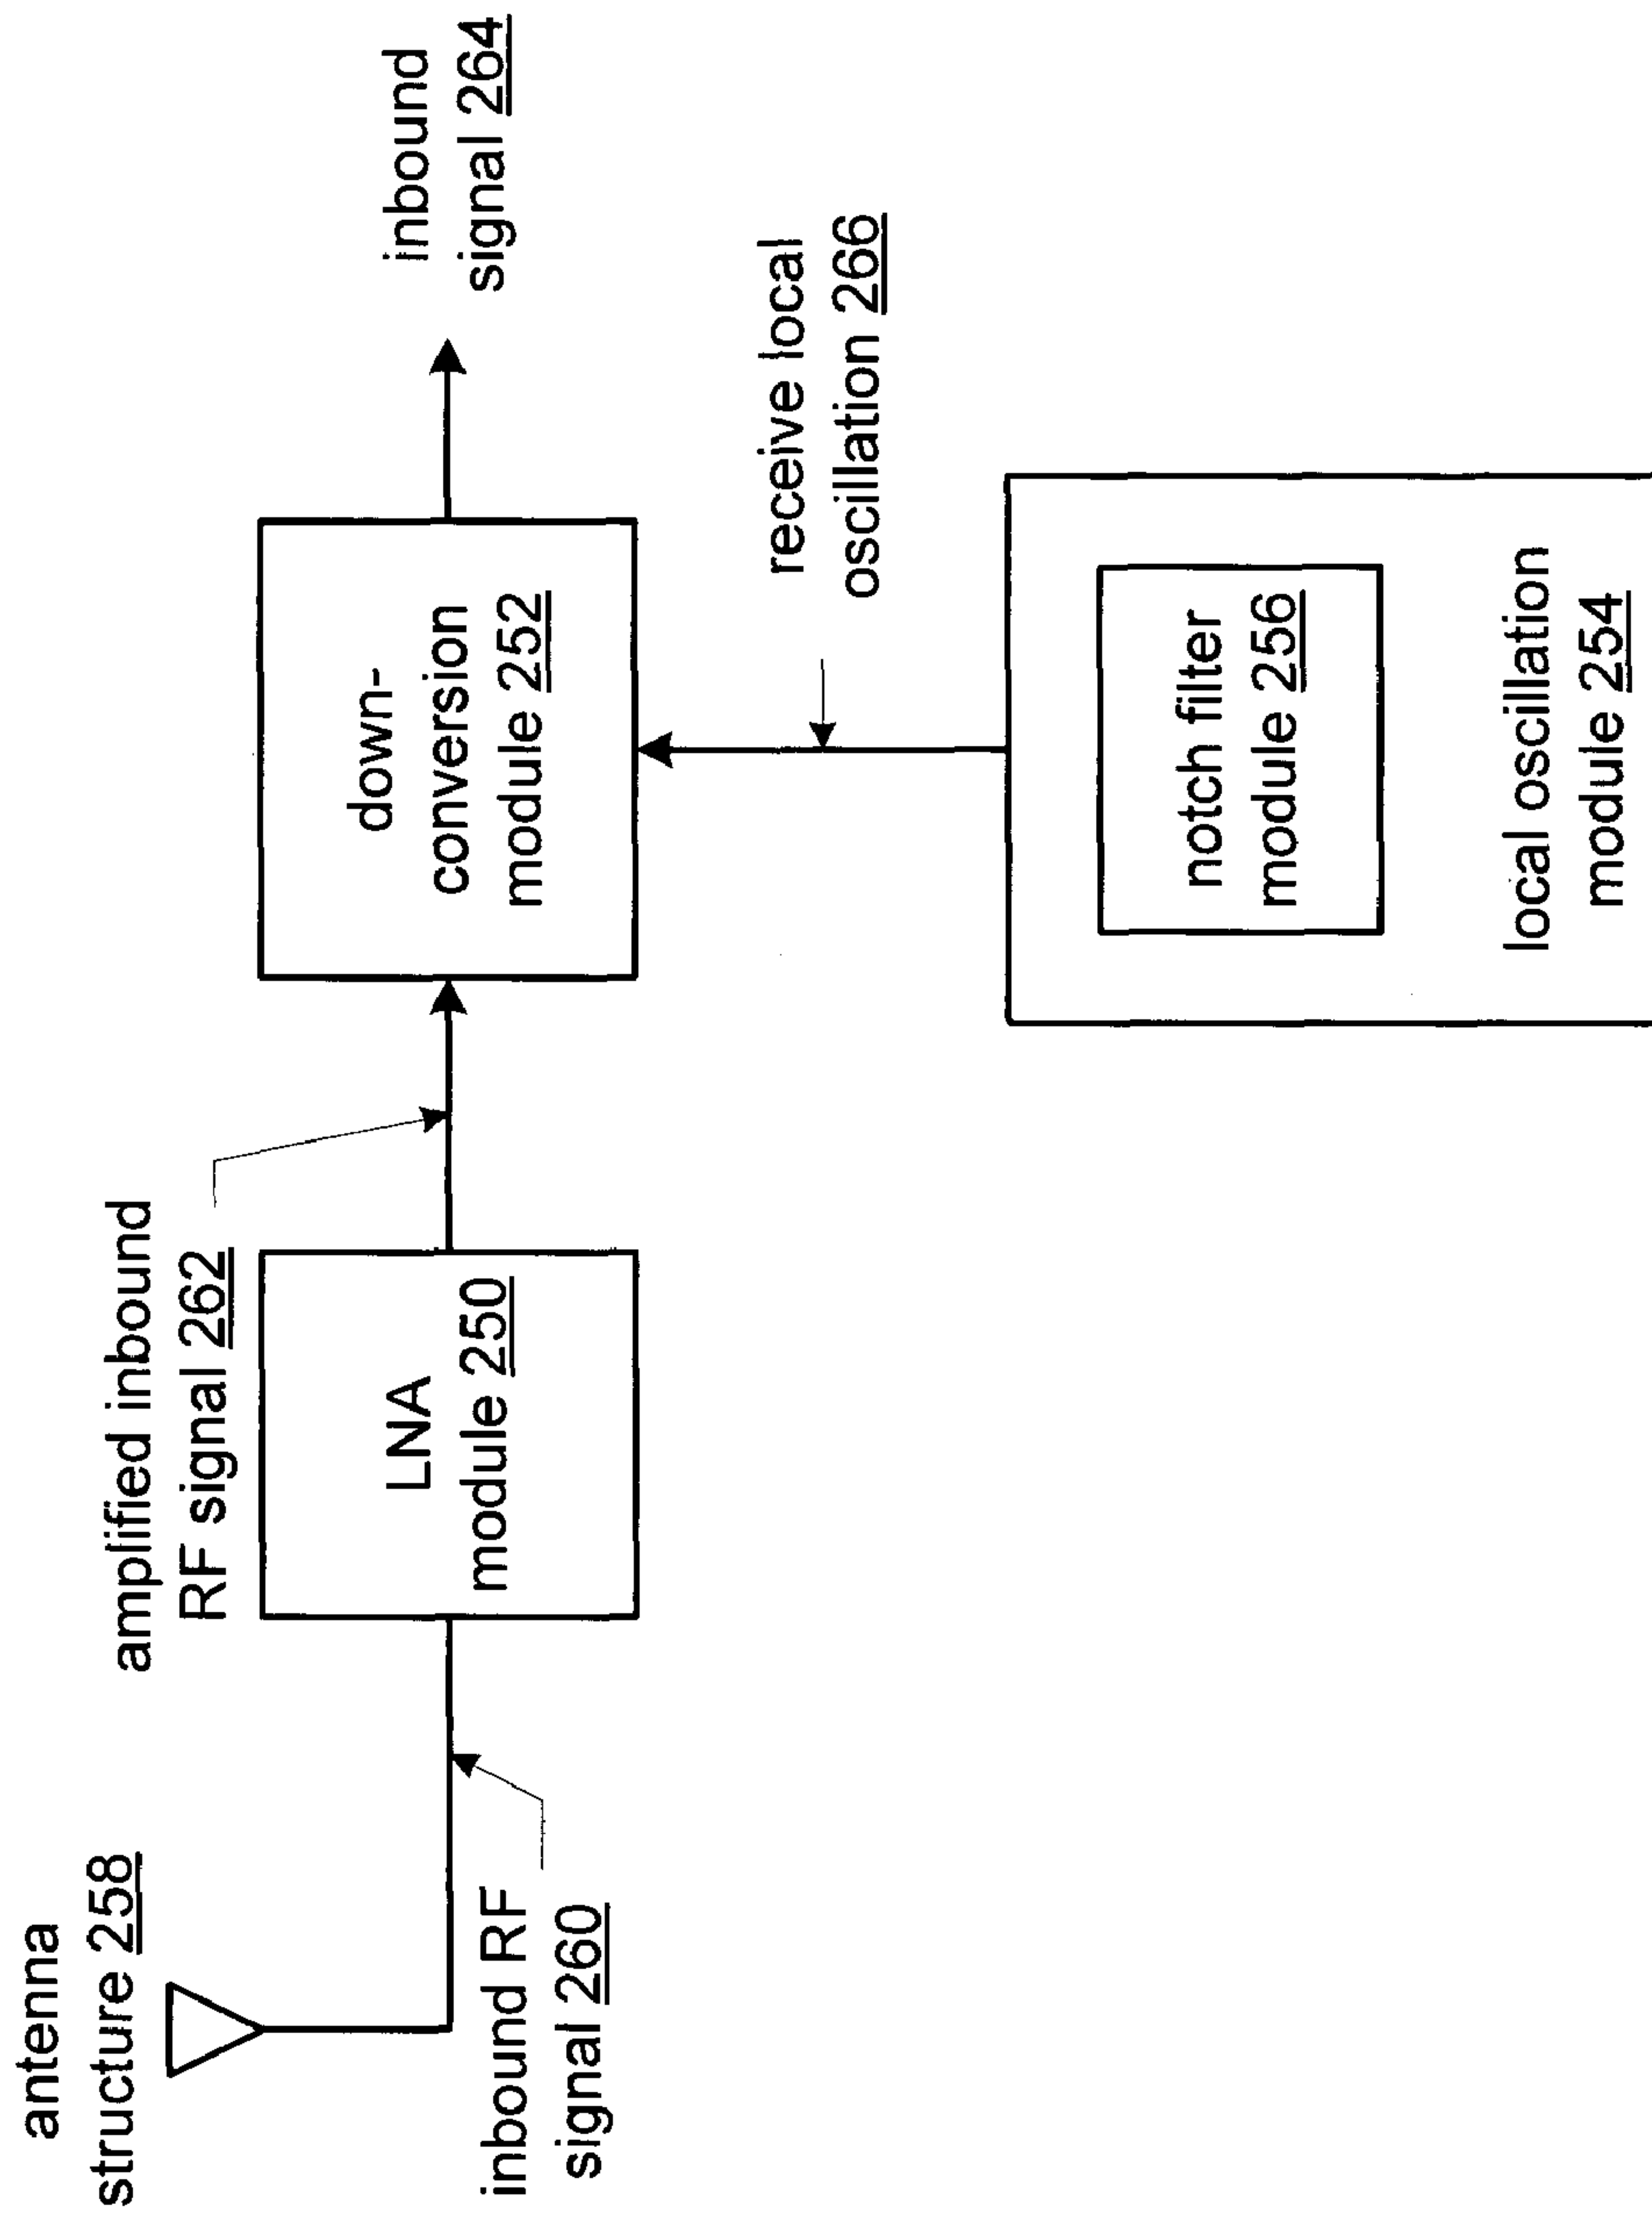 antenna
structure 258
inbound RF
signal 260
amplified inbound
RF signal 262
LNA
module 250
down-
conversion
module 252
inbound
signal 264
receive local
oscillation 266
notch filter
module 256
local oscillation
module 254